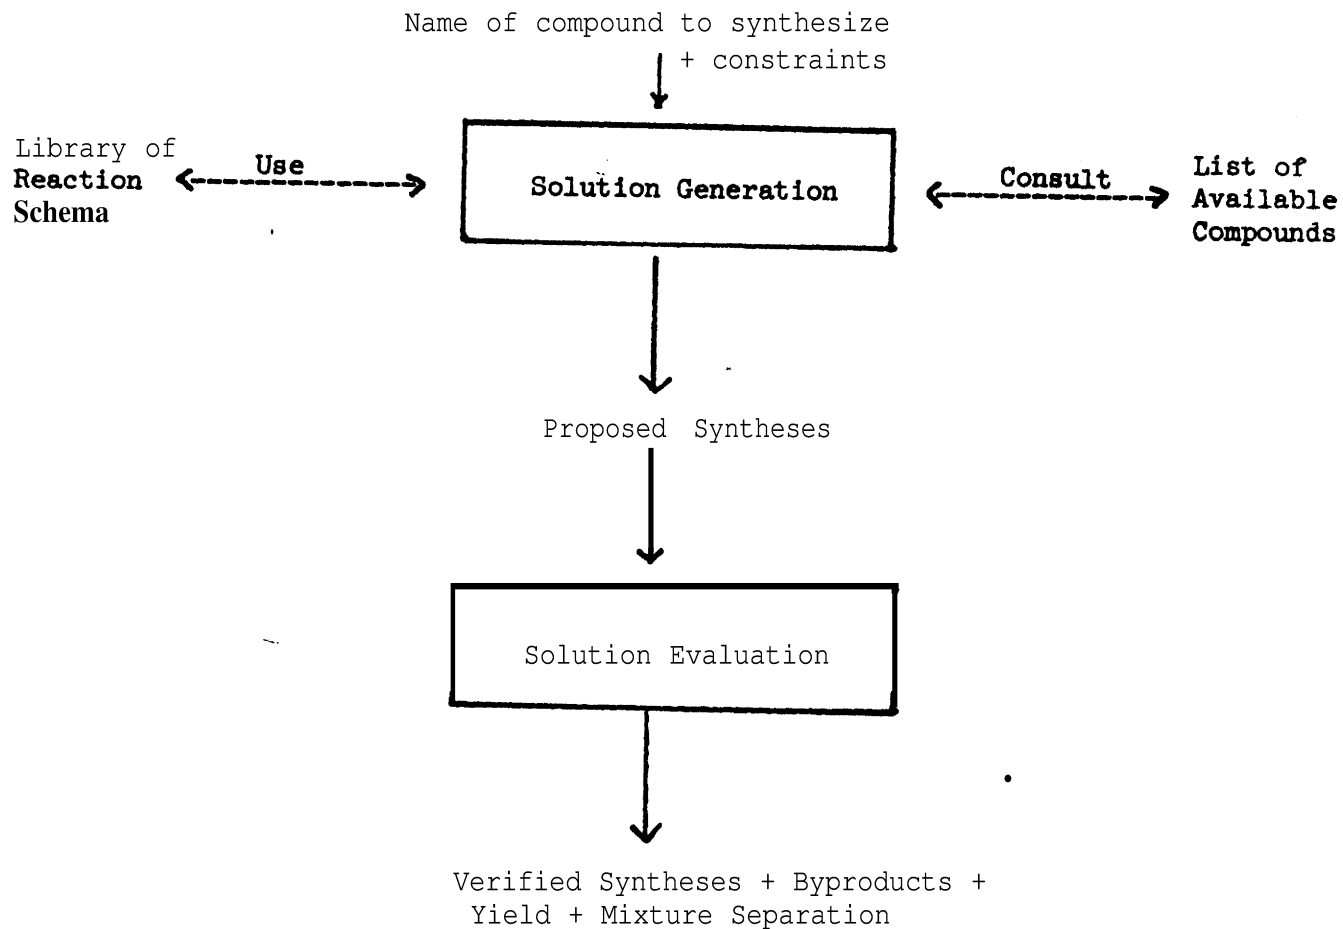 Name of compound to synthesize
+ constraints
Library of
Reaction
Schema
Use
Solution Generation
Consult
List of
Available
Compounds
Proposed Syntheses
Solution Evaluation
Verified Syntheses + Byproducts +
Yield + Mixture Separation